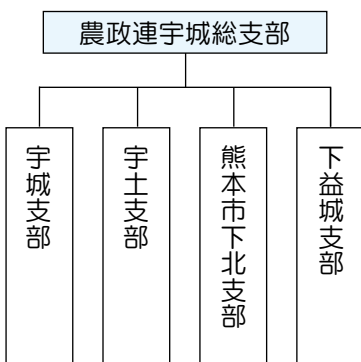 農政連宇城総支部
宇城支部
宇土支部
熊本市下北支部
下益城支部